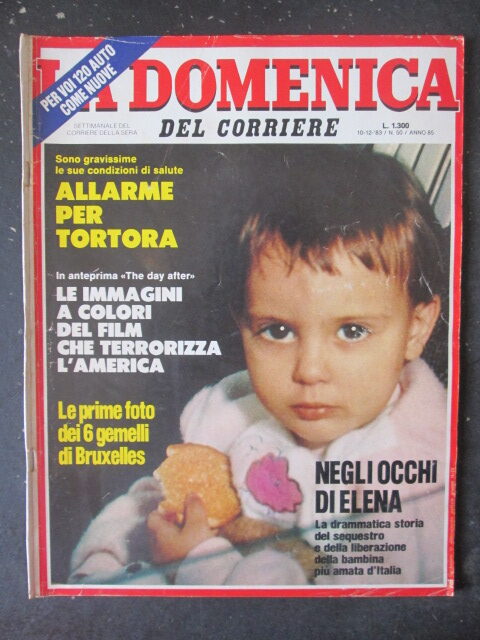 PER VOI 120 AUTO
COME NUOVE
LA DOMENICA
SETTIMANALE DEL
CORRIERE DELLA SERA
DEL CORRIERE
L. 1.300
10-12-'83 / N. 50 / ANNO 85
Sono gravissime
le sue condizioni di salute
ALLARME
PER
TORTORA
In anteprima «The day after»
LE IMMAGINI
A COLORI
DEL FILM
CHE TERRORIZZA
L'AMERICA
Le prime foto
dei 6 gemelli
di Bruxelles
NEGLI OCCHI
DI ELENA
La drammatica storia
del sequestro
e della liberazione
della bambina
più amata d'Italia